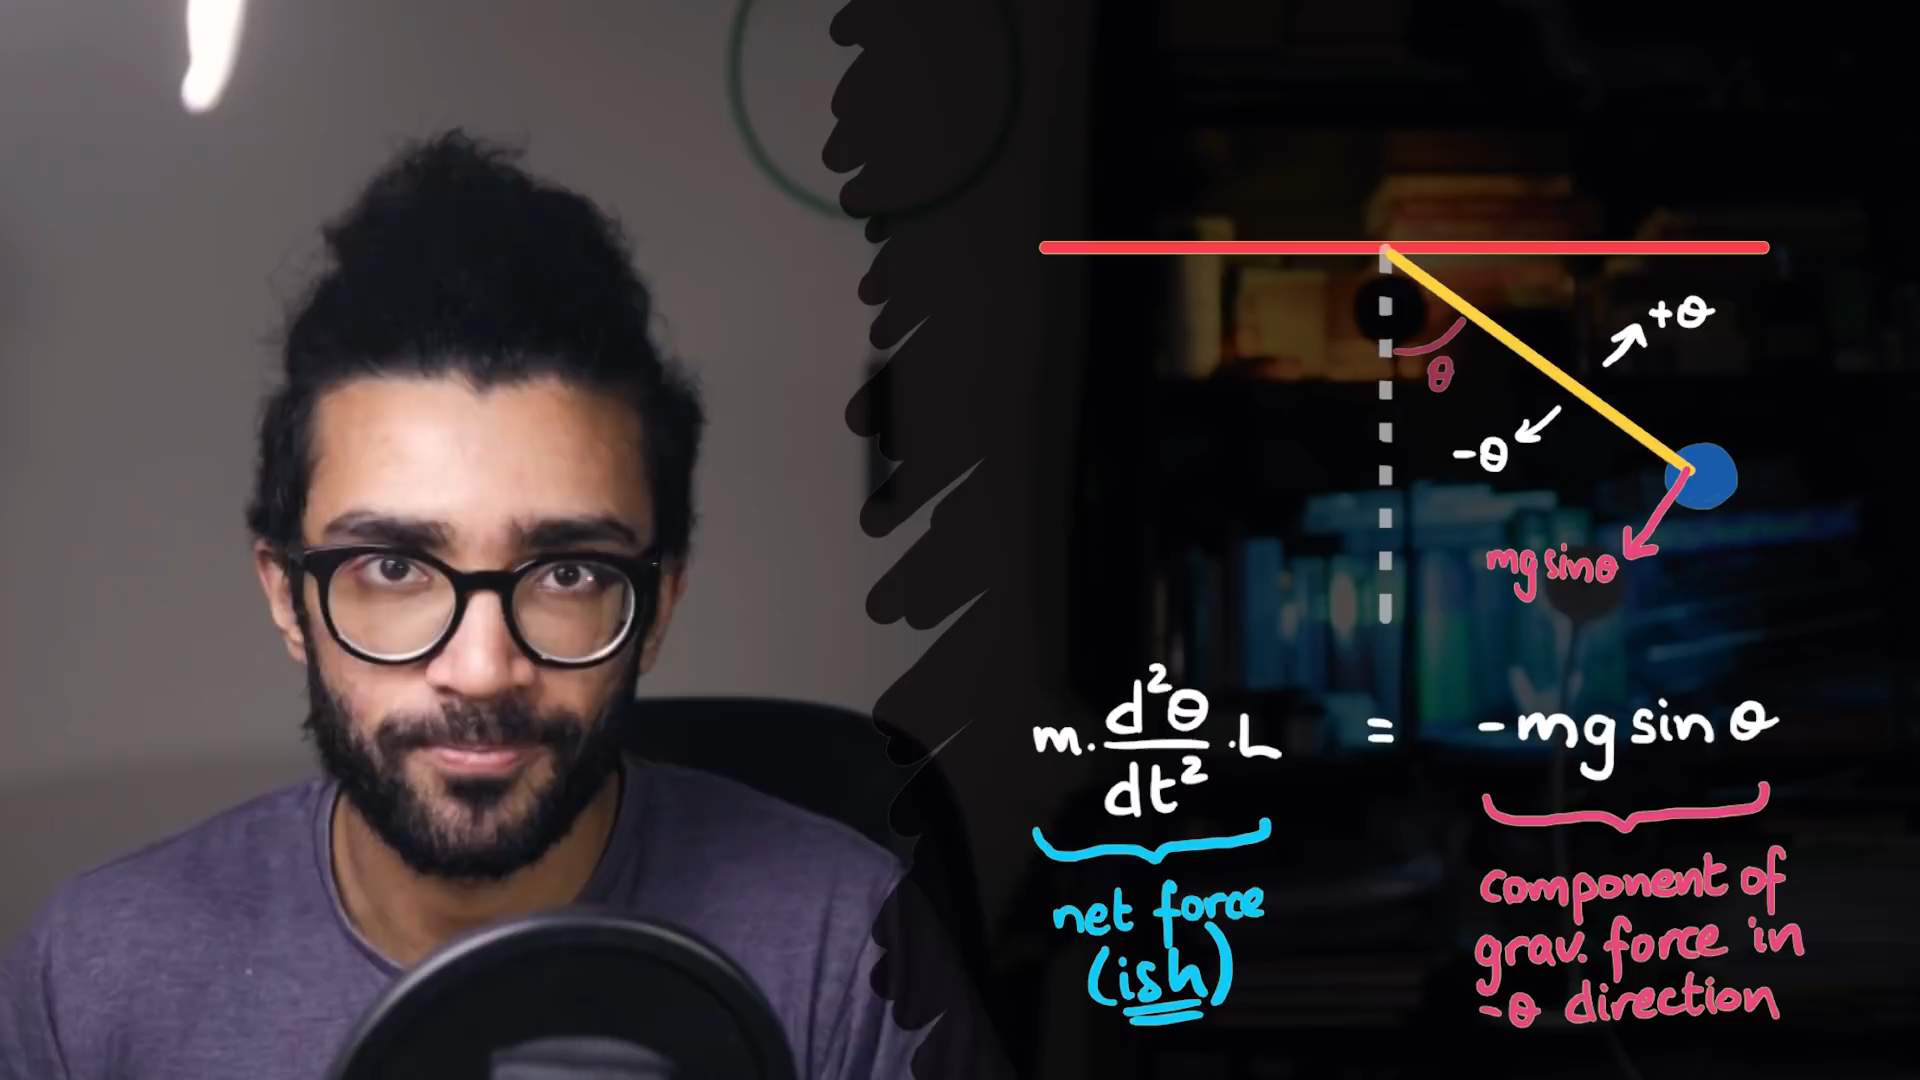 +θ
θ
-θ
mg sinθ
m. d²θ/dt² .L = -mg sin θ
net force
(ish)
component of
grav. force in
-θ direction